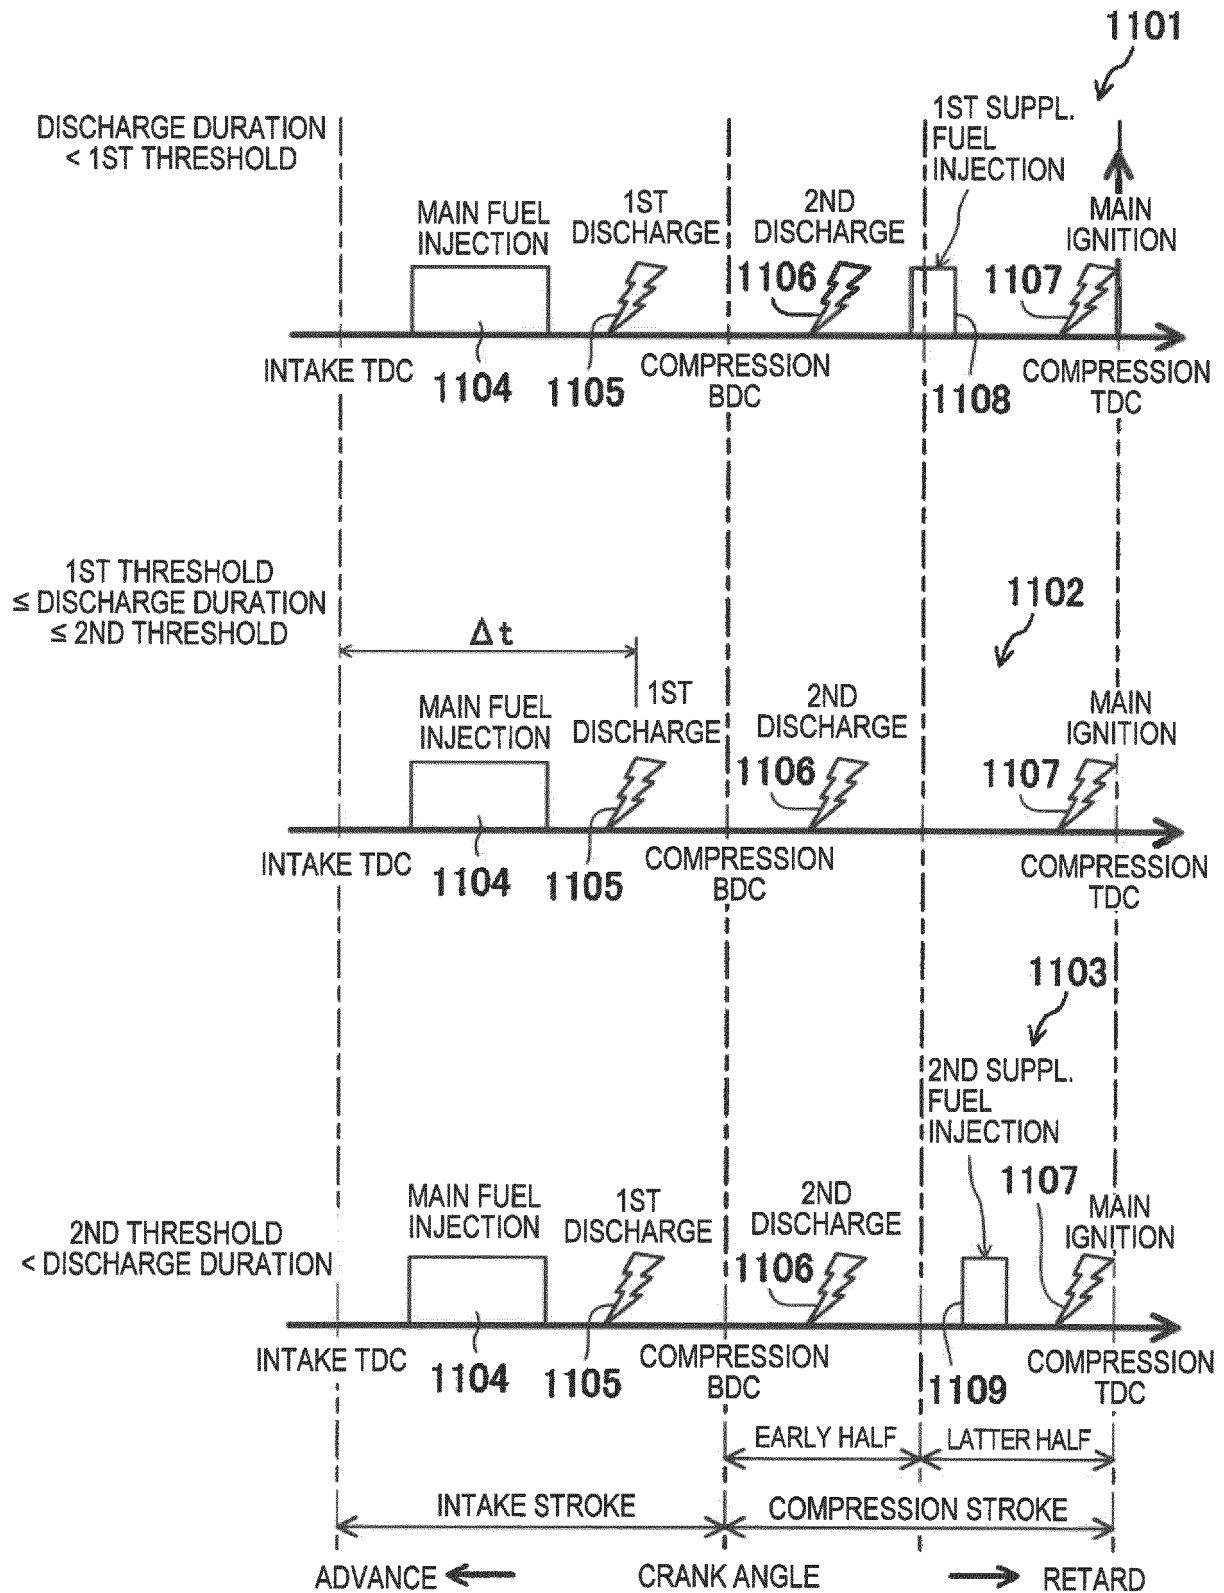 1101
DISCHARGE DURATION
< 1ST THRESHOLD
1ST SUPPL.
FUEL
INJECTION
MAIN FUEL
INJECTION
1ST
DISCHARGE
2ND
DISCHARGE
MAIN
IGNITION
1106
1107
INTAKE TDC
1104
1105
COMPRESSION
BDC
1108
COMPRESSION
TDC
1ST THRESHOLD
≤ DISCHARGE DURATION
≤ 2ND THRESHOLD
1102
Δt
MAIN FUEL
INJECTION
1ST
DISCHARGE
2ND
DISCHARGE
MAIN
IGNITION
1106
1107
INTAKE TDC
1104
1105
COMPRESSION
BDC
COMPRESSION
TDC
1103
2ND SUPPL.
FUEL
INJECTION
2ND THRESHOLD
< DISCHARGE DURATION
MAIN FUEL
INJECTION
1ST
DISCHARGE
2ND
DISCHARGE
1107
MAIN
IGNITION
1106
INTAKE TDC
1104
1105
COMPRESSION
BDC
1109
COMPRESSION
TDC
EARLY HALF
LATTER HALF
INTAKE STROKE
COMPRESSION STROKE
ADVANCE
CRANK ANGLE
RETARD